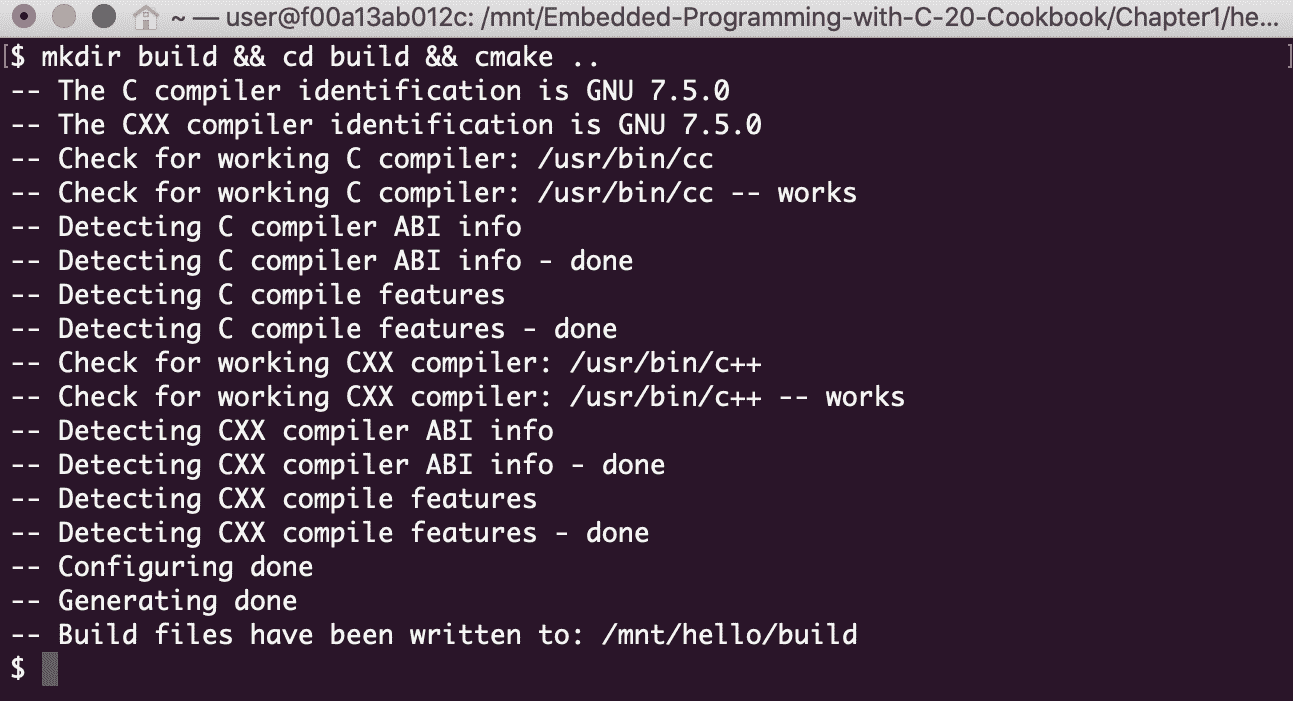 ~ — user@f00a13ab012c: /mnt/Embedded-Programming-with-C-20-Cookbook/Chapter1/he...
[$ mkdir build && cd build && cmake .. ]
-- The C compiler identification is GNU 7.5.0
-- The CXX compiler identification is GNU 7.5.0
-- Check for working C compiler: /usr/bin/cc
-- Check for working C compiler: /usr/bin/cc -- works
-- Detecting C compiler ABI info
-- Detecting C compiler ABI info - done
-- Detecting C compile features
-- Detecting C compile features - done
-- Check for working CXX compiler: /usr/bin/c++
-- Check for working CXX compiler: /usr/bin/c++ -- works
-- Detecting CXX compiler ABI info
-- Detecting CXX compiler ABI info - done
-- Detecting CXX compile features
-- Detecting CXX compile features - done
-- Configuring done
-- Generating done
-- Build files have been written to: /mnt/hello/build
$